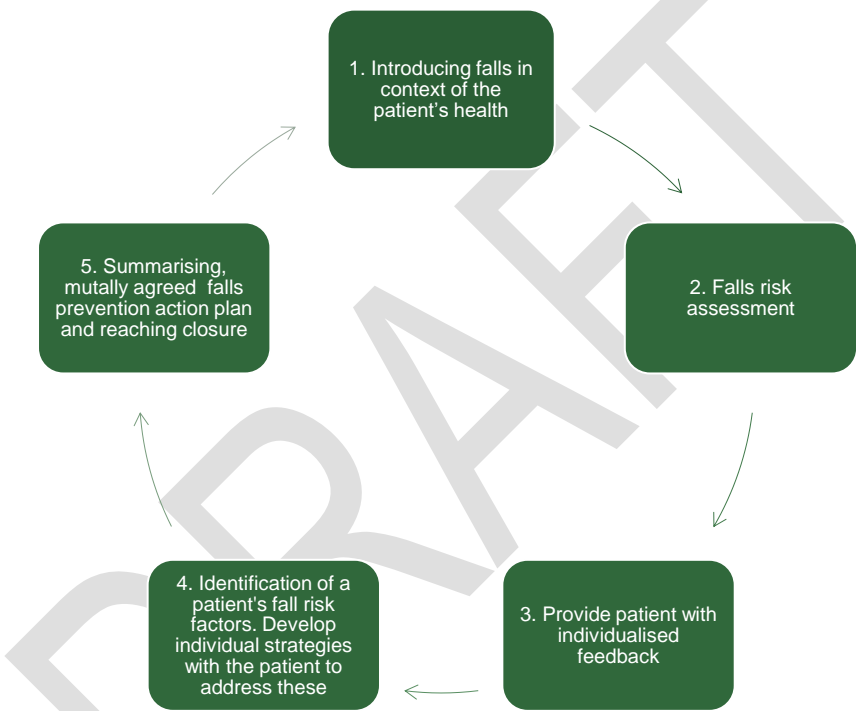 1. Introducing falls in
context of the
patient's health
2. Falls risk
assessment
3. Provide patient with
individualised
feedback
4. Identification of a
patient's fall risk
factors. Develop
individual strategies
with the patient to
address these
5. Summarising,
mutally agreed falls
prevention action plan
and reaching closure
DRAFT